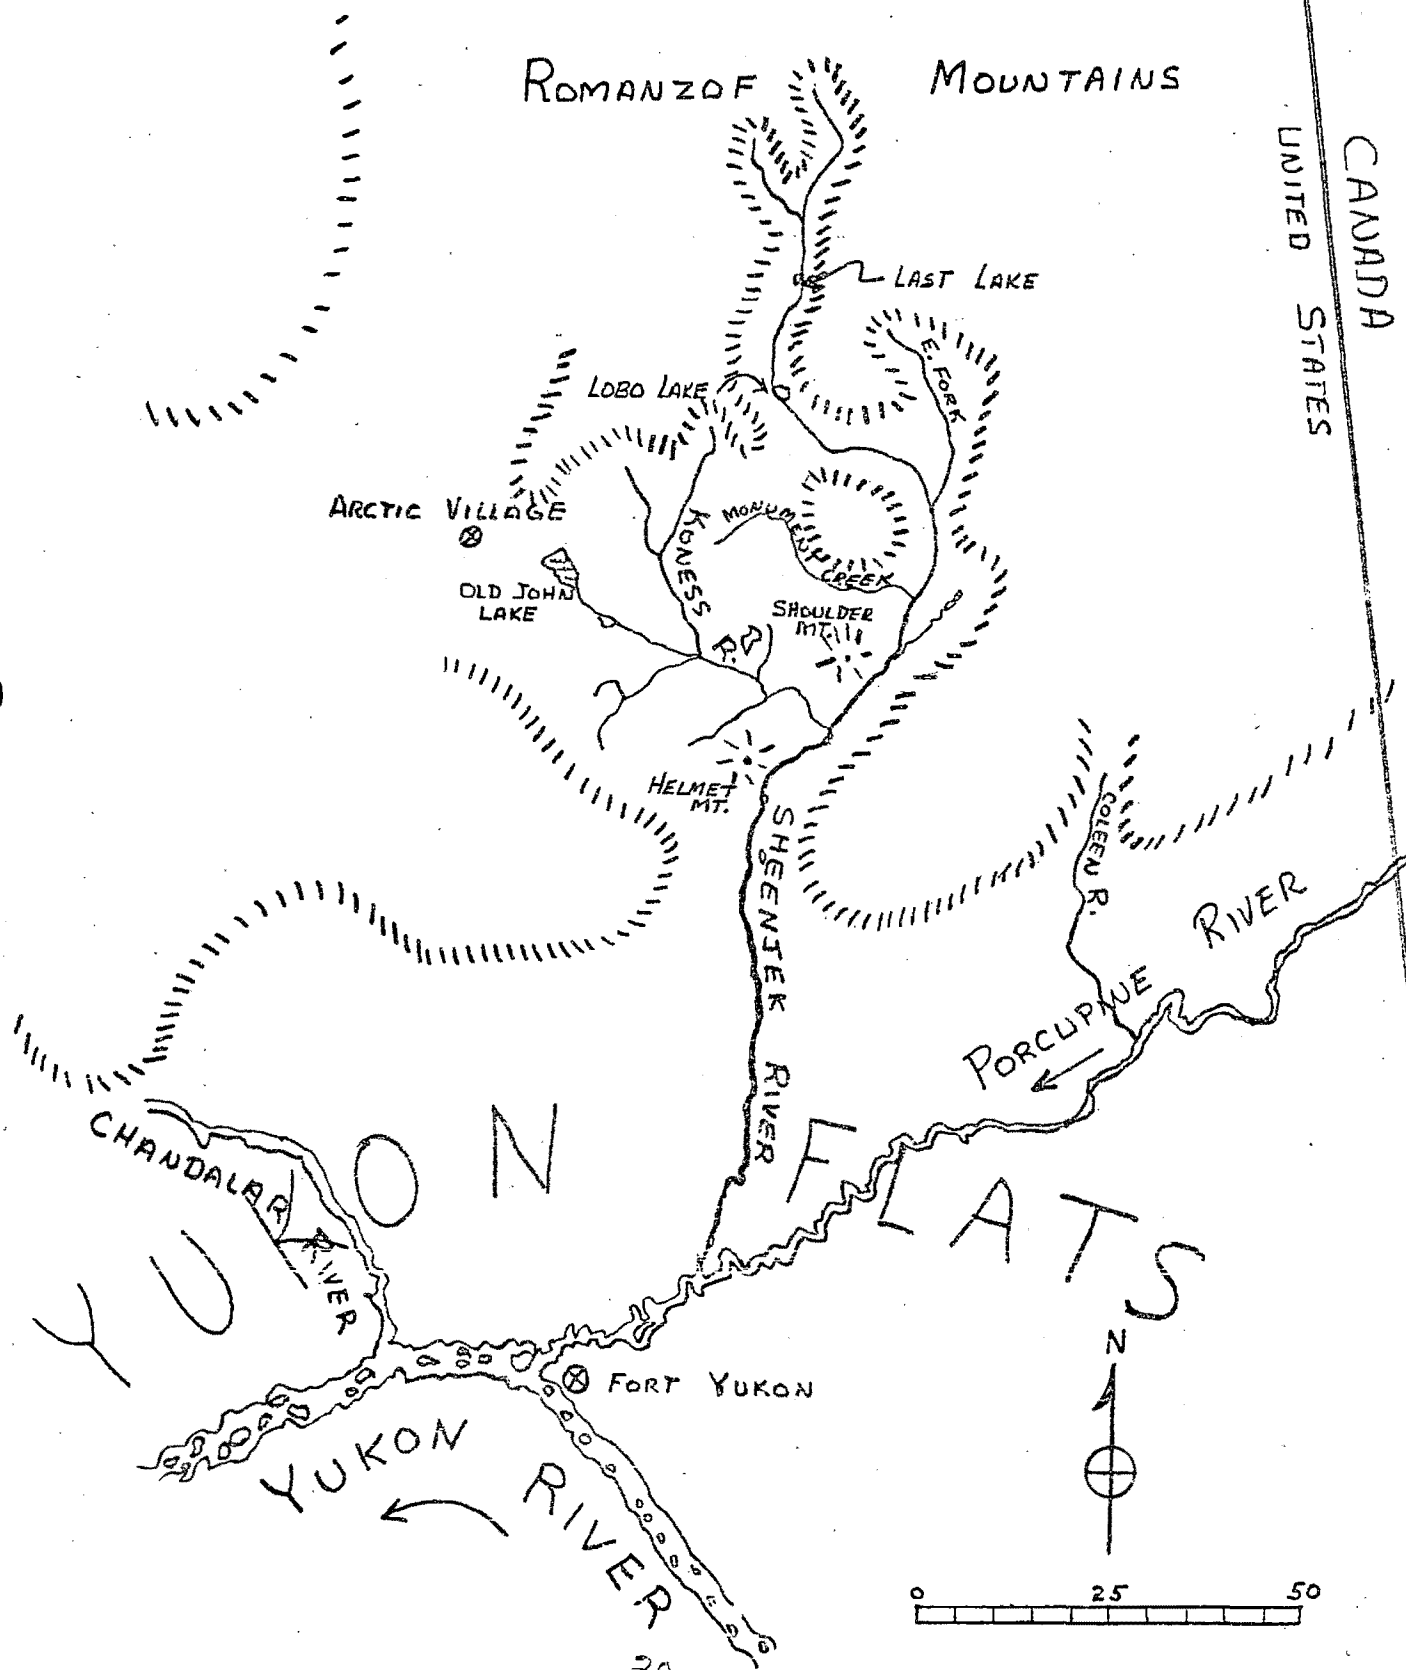 ROMANZOF MOUNTAINS
CANADA
UNITED STATES
LAST LAKE
E. FORK
LOBO LAKE
ARCTIC VILLAGE
MONUMENT CREEK
KONESS R.
OLD JOHN
LAKE
SHOULDER
MT.
HELMET
MT.
SHEENJEK RIVER
COLEEN R.
PORCUPINE RIVER
CHANDALAR RIVER
YUKON FLATS
N
FORT YUKON
YUKON RIVER
0 25 50